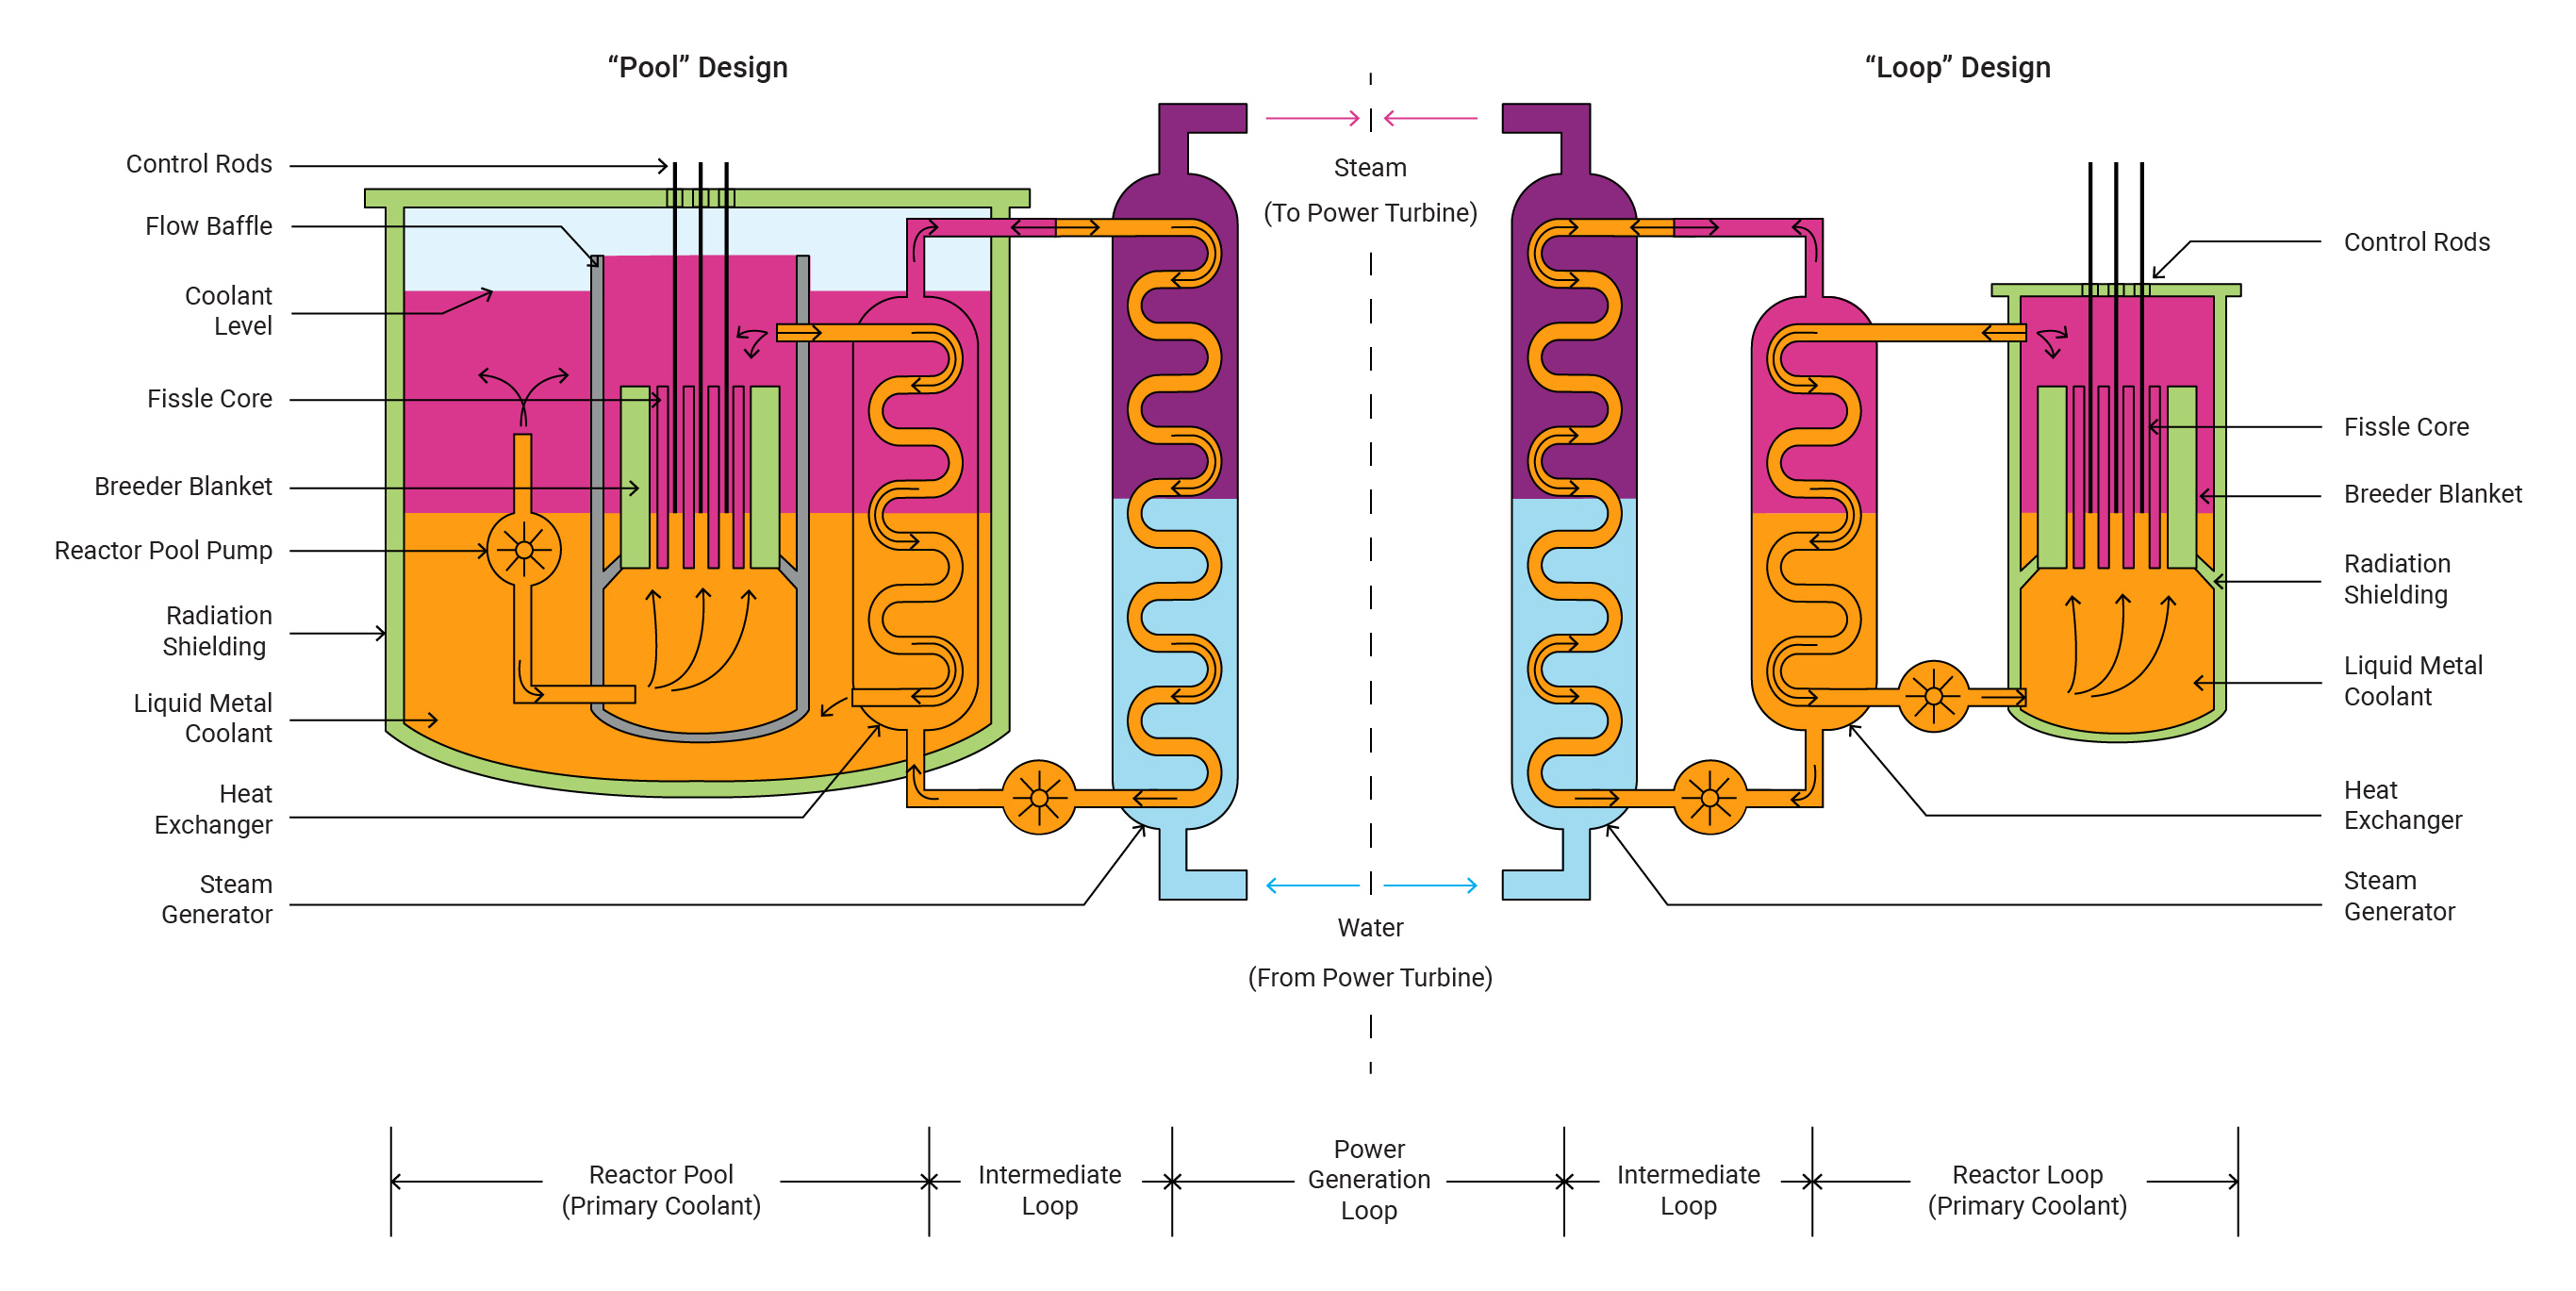 “Pool” Design
“Loop” Design
Control Rods
Flow Baffle
Coolant
Level
Fissle Core
Breeder Blanket
Reactor Pool Pump
Radiation
Shielding
Liquid Metal
Coolant
Heat
Exchanger
Steam
Generator
Steam
(To Power Turbine)
Water
(From Power Turbine)
Control Rods
Fissle Core
Breeder Blanket
Radiation
Shielding
Liquid Metal
Coolant
Heat
Exchanger
Steam
Generator
Reactor Pool
(Primary Coolant)
Intermediate
Loop
Power
Generation
Loop
Intermediate
Loop
Reactor Loop
(Primary Coolant)